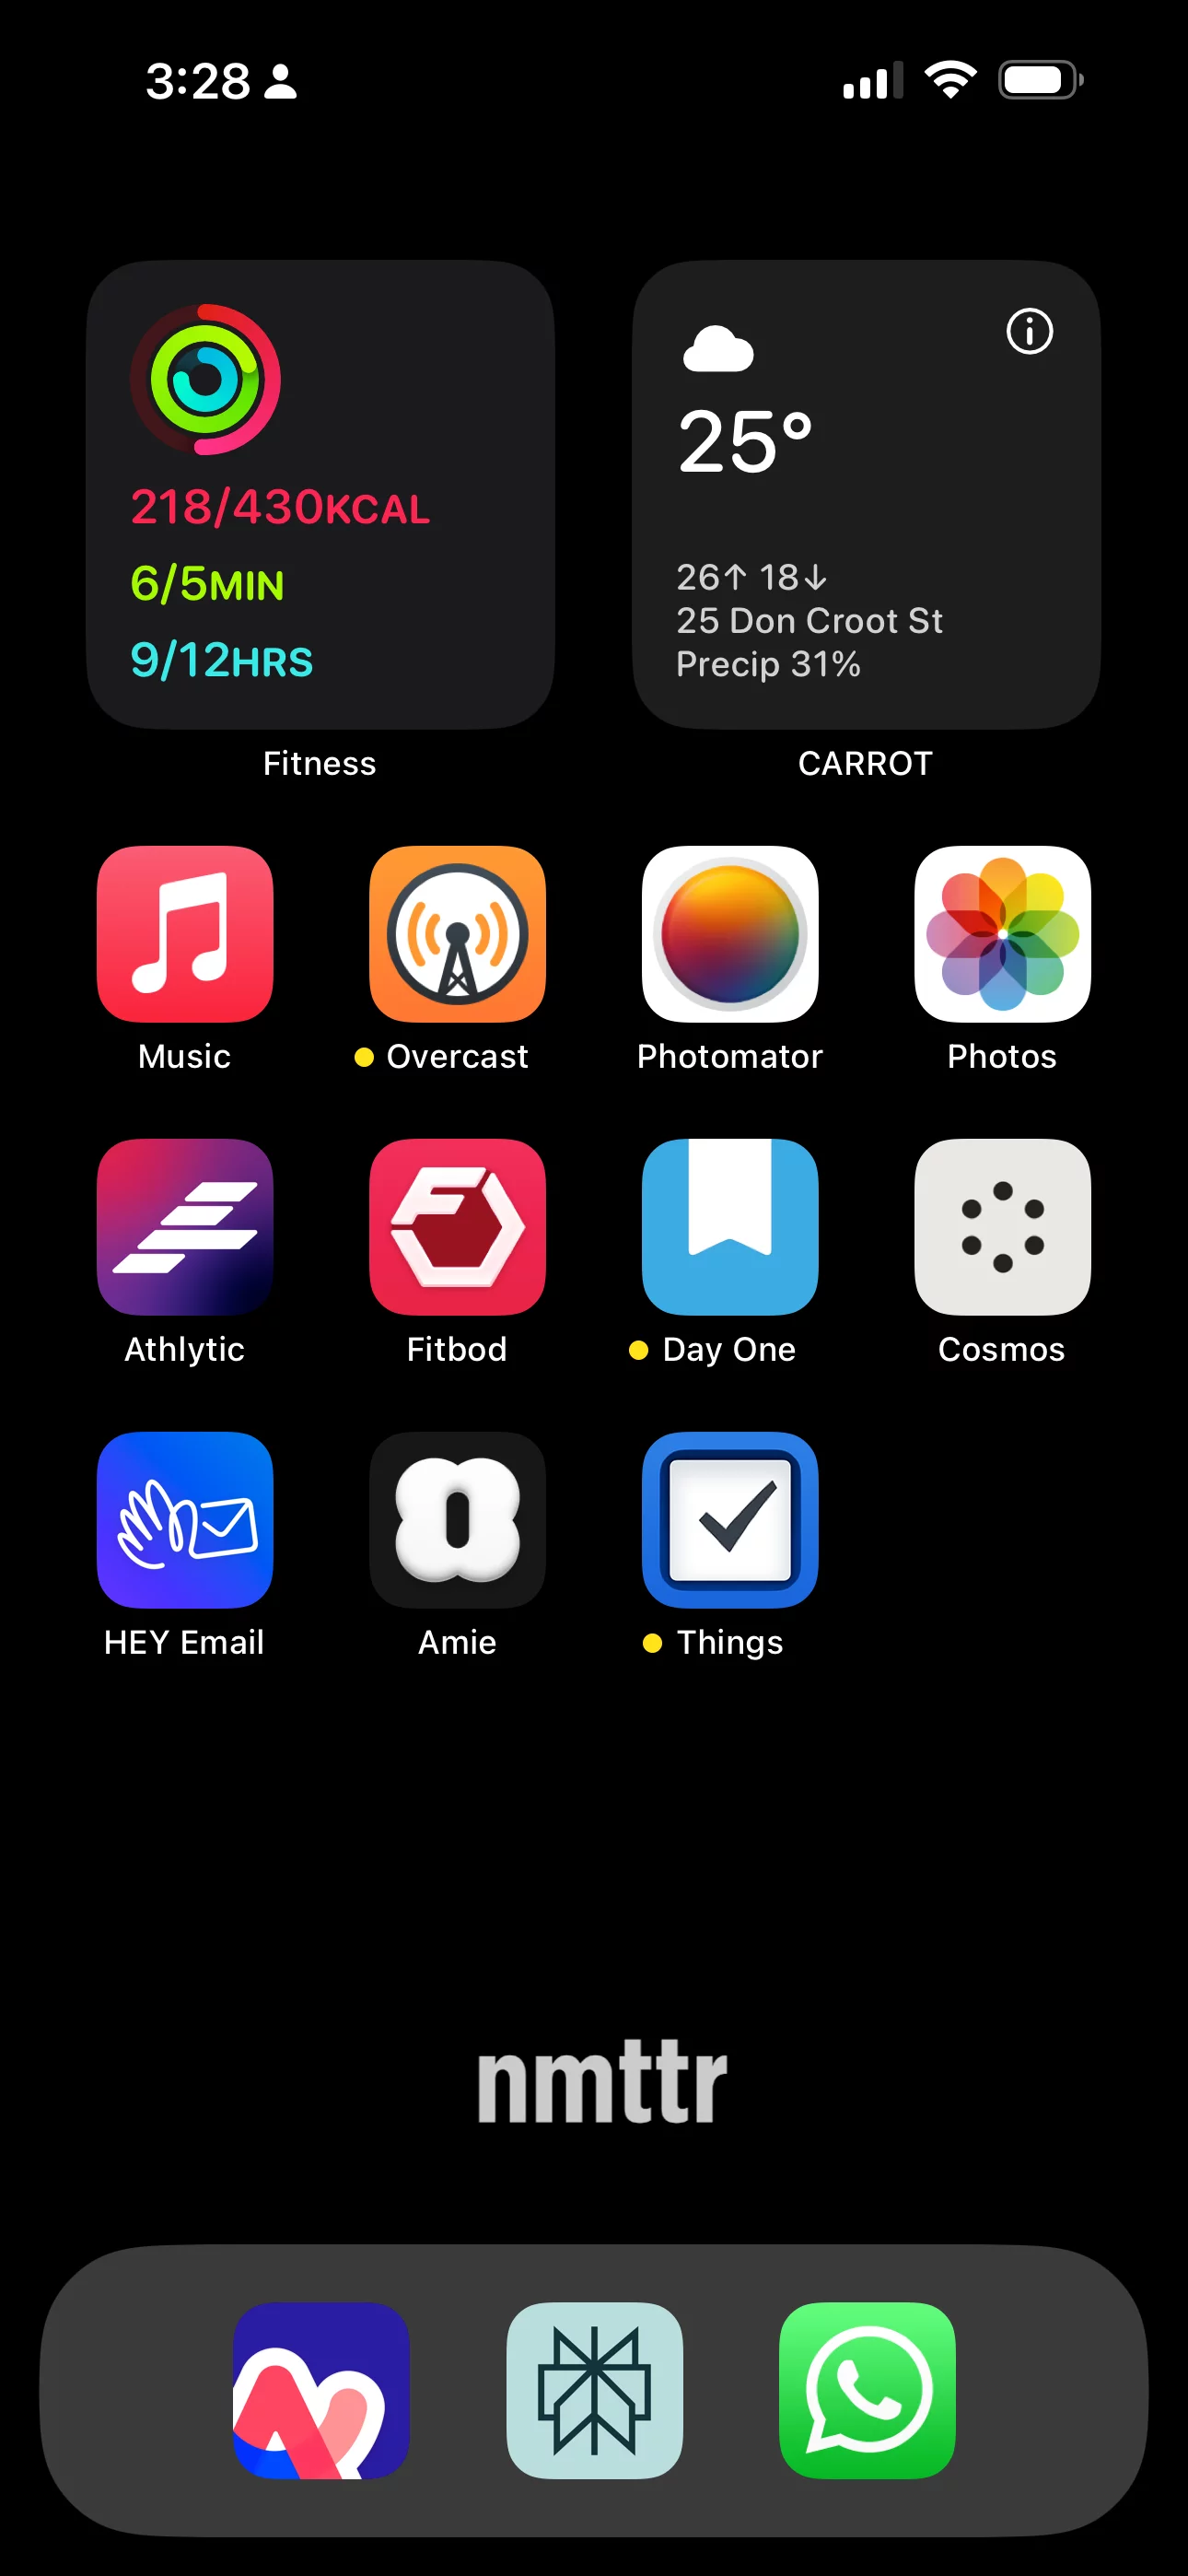 3:28
218/430KCAL
6/5MIN
9/12HRS
Fitness
25°
26↑ 18↓
25 Don Croot St
Precip 31%
CARROT
Music
Overcast
Photomator
Photos
Athlytic
Fitbod
Day One
Cosmos
HEY Email
Amie
Things
nmttr